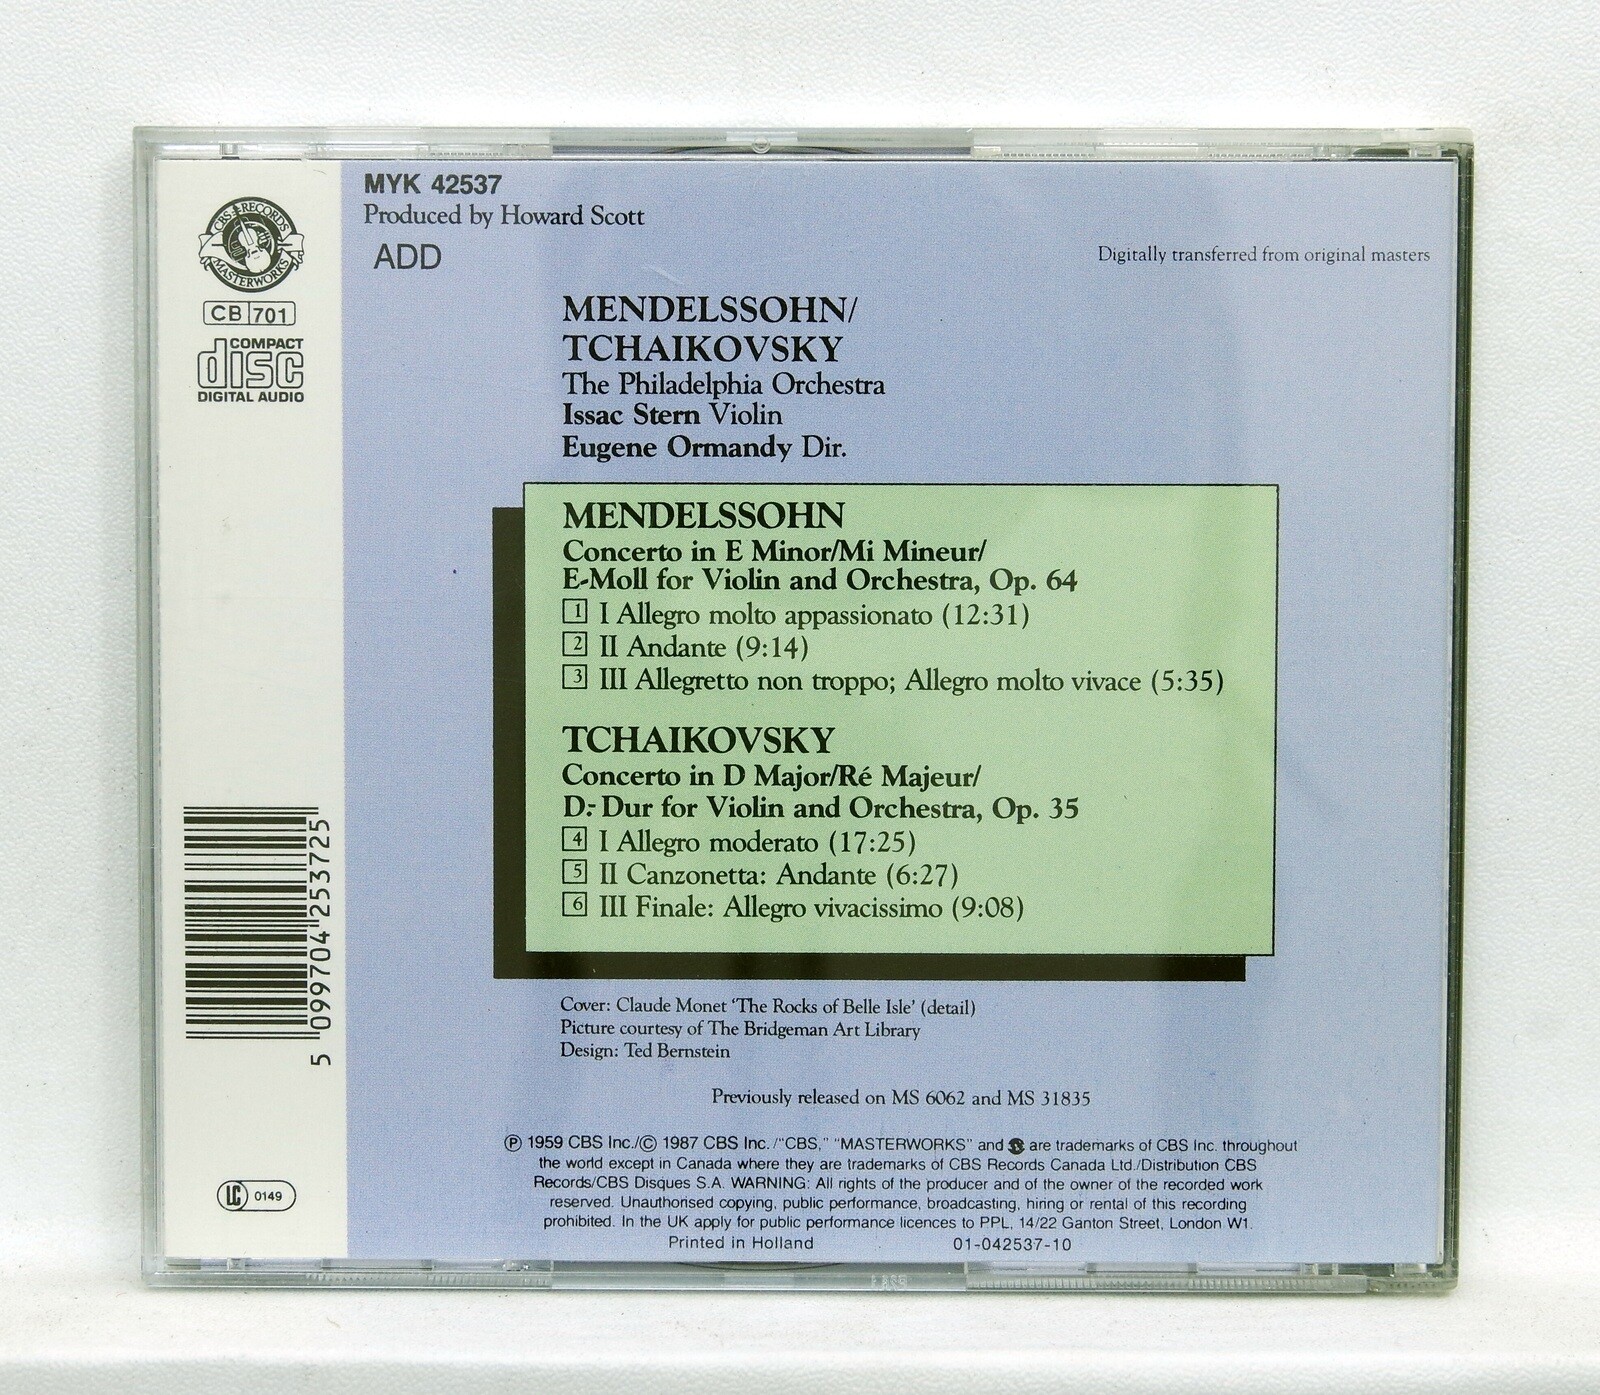 CBS RECORDS
MASTERWORKS
CB 701
COMPACT
disc
DIGITAL AUDIO
5 099704 253725
LC 0149
MYK 42537
Produced by Howard Scott
ADD
Digitally transferred from original masters
MENDELSSOHN/
TCHAIKOVSKY
The Philadelphia Orchestra
Issac Stern Violin
Eugene Ormandy Dir.
MENDELSSOHN
Concerto in E Minor/Mi Mineur/
E-Moll for Violin and Orchestra, Op. 64
1 I Allegro molto appassionato (12:31)
2 II Andante (9:14)
3 III Allegretto non troppo; Allegro molto vivace (5:35)
TCHAIKOVSKY
Concerto in D Major/Ré Majeur/
D:- Dur for Violin and Orchestra, Op. 35
4 I Allegro moderato (17:25)
5 II Canzonetta: Andante (6:27)
6 III Finale: Allegro vivacissimo (9:08)
Cover: Claude Monet ‘The Rocks of Belle Isle’ (detail)
Picture courtesy of The Bridgeman Art Library
Design: Ted Bernstein
Previously released on MS 6062 and MS 31835
℗ 1959 CBS Inc./© 1987 CBS Inc./"CBS," "MASTERWORKS" and are trademarks of CBS Inc. throughout
the world except in Canada where they are trademarks of CBS Records Canada Ltd./Distribution CBS
Records/CBS Disques S.A. WARNING: All rights of the producer and of the owner of the recorded work
reserved. Unauthorised copying, public performance, broadcasting, hiring or rental of this recording
prohibited. In the UK apply for public performance licences to PPL, 14/22 Ganton Street, London W1.
Printed in Holland 01-042537-10